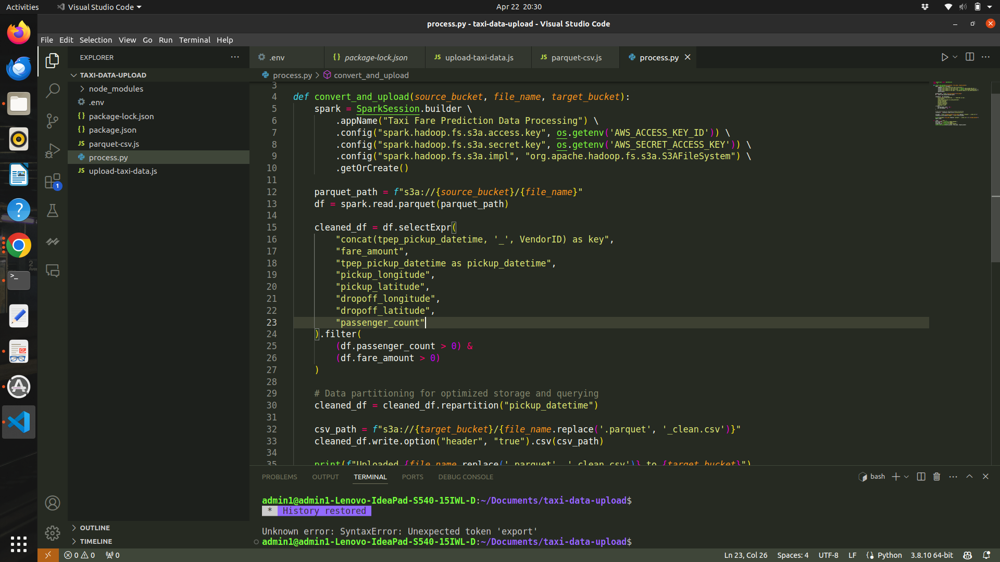 Activities
Visual Studio Code
Apr 22 20:30
process.py - taxi-data-upload - Visual Studio Code
File Edit Selection View Go Run Terminal Help
EXPLORER
TAXI-DATA-UPLOAD
node_modules
.env
package-lock.json
package.json
JS parquet-csv.js
process.py
JS upload-taxi-data.js
OUTLINE
TIMELINE
1
.env
package-lock.json
JS upload-taxi-data.js
JS parquet-csv.js
process.py
process.py > convert_and_upload
3
4 def convert_and_upload(source_bucket, file_name, target_bucket):
5 spark = SparkSession.builder \
6 .appName("Taxi Fare Prediction Data Processing") \
7 .config("spark.hadoop.fs.s3a.access.key", os.getenv('AWS_ACCESS_KEY_ID')) \
8 .config("spark.hadoop.fs.s3a.secret.key", os.getenv('AWS_SECRET_ACCESS_KEY')) \
9 .config("spark.hadoop.fs.s3a.impl", "org.apache.hadoop.fs.s3a.S3AFileSystem") \
10 .getOrCreate()
11
12 parquet_path = f"s3a://{source_bucket}/{file_name}"
13 df = spark.read.parquet(parquet_path)
14
15 cleaned_df = df.selectExpr(
16 "concat(tpep_pickup_datetime, '_', VendorID) as key",
17 "fare_amount",
18 "tpep_pickup_datetime as pickup_datetime",
19 "pickup_longitude",
20 "pickup_latitude",
21 "dropoff_longitude",
22 "dropoff_latitude",
23 "passenger_count"
24 ).filter(
25 (df.passenger_count > 0) &
26 (df.fare_amount > 0)
27 )
28
29 # Data partitioning for optimized storage and querying
30 cleaned_df = cleaned_df.repartition("pickup_datetime")
31
32 csv_path = f"s3a://{target_bucket}/{file_name.replace('.parquet', '_clean.csv')}"
33 cleaned_df.write.option("header", "true").csv(csv_path)
34
35 print(f"Uploaded {file_name.replace('.parquet', '_clean.csv')} to {target_bucket}")
PROBLEMS OUTPUT TERMINAL PORTS DEBUG CONSOLE
bash
admin1@admin1-Lenovo-IdeaPad-S540-15IWL-D:~/Documents/taxi-data-upload$
* History restored
Unknown error: SyntaxError: Unexpected token 'export'
admin1@admin1-Lenovo-IdeaPad-S540-15IWL-D:~/Documents/taxi-data-upload$
0 0 0
Ln 23, Col 26 Spaces: 4 UTF-8 LF Python 3.8.10 64-bit